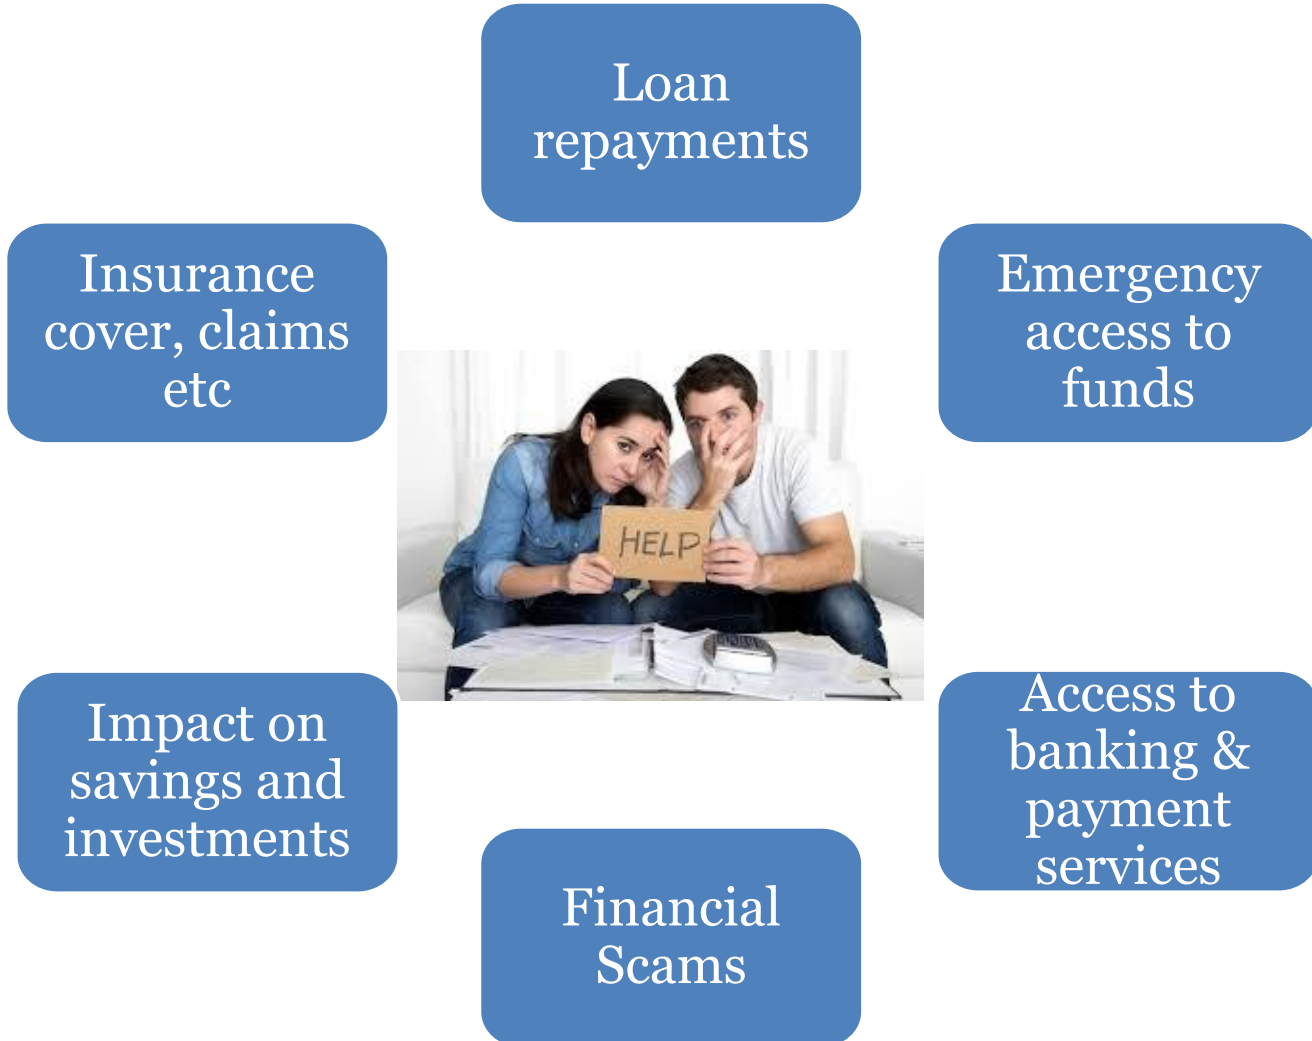 Loan
repayments
Insurance
cover, claims
etc
Emergency
access to
funds
HELP
Impact on
savings and
investments
Access to
banking &
payment
services
Financial
Scams